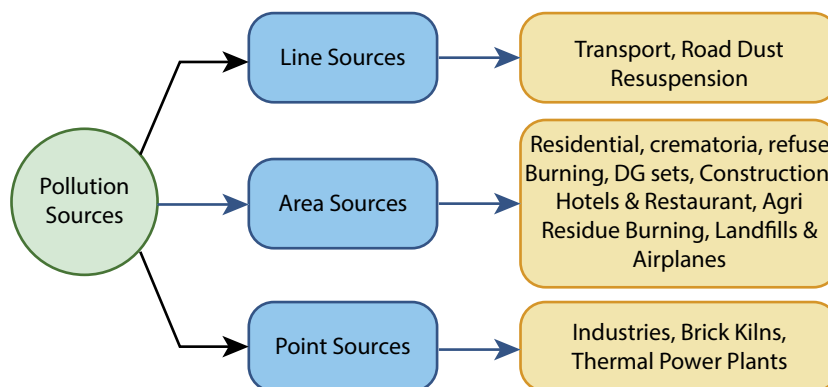 Pollution
Sources
Line Sources
Transport, Road Dust
Resuspension
Area Sources
Residential, crematoria, refuse
Burning, DG sets, Construction
Hotels & Restaurant, Agri
Residue Burning, Landfills &
Airplanes
Point Sources
Industries, Brick Kilns,
Thermal Power Plants